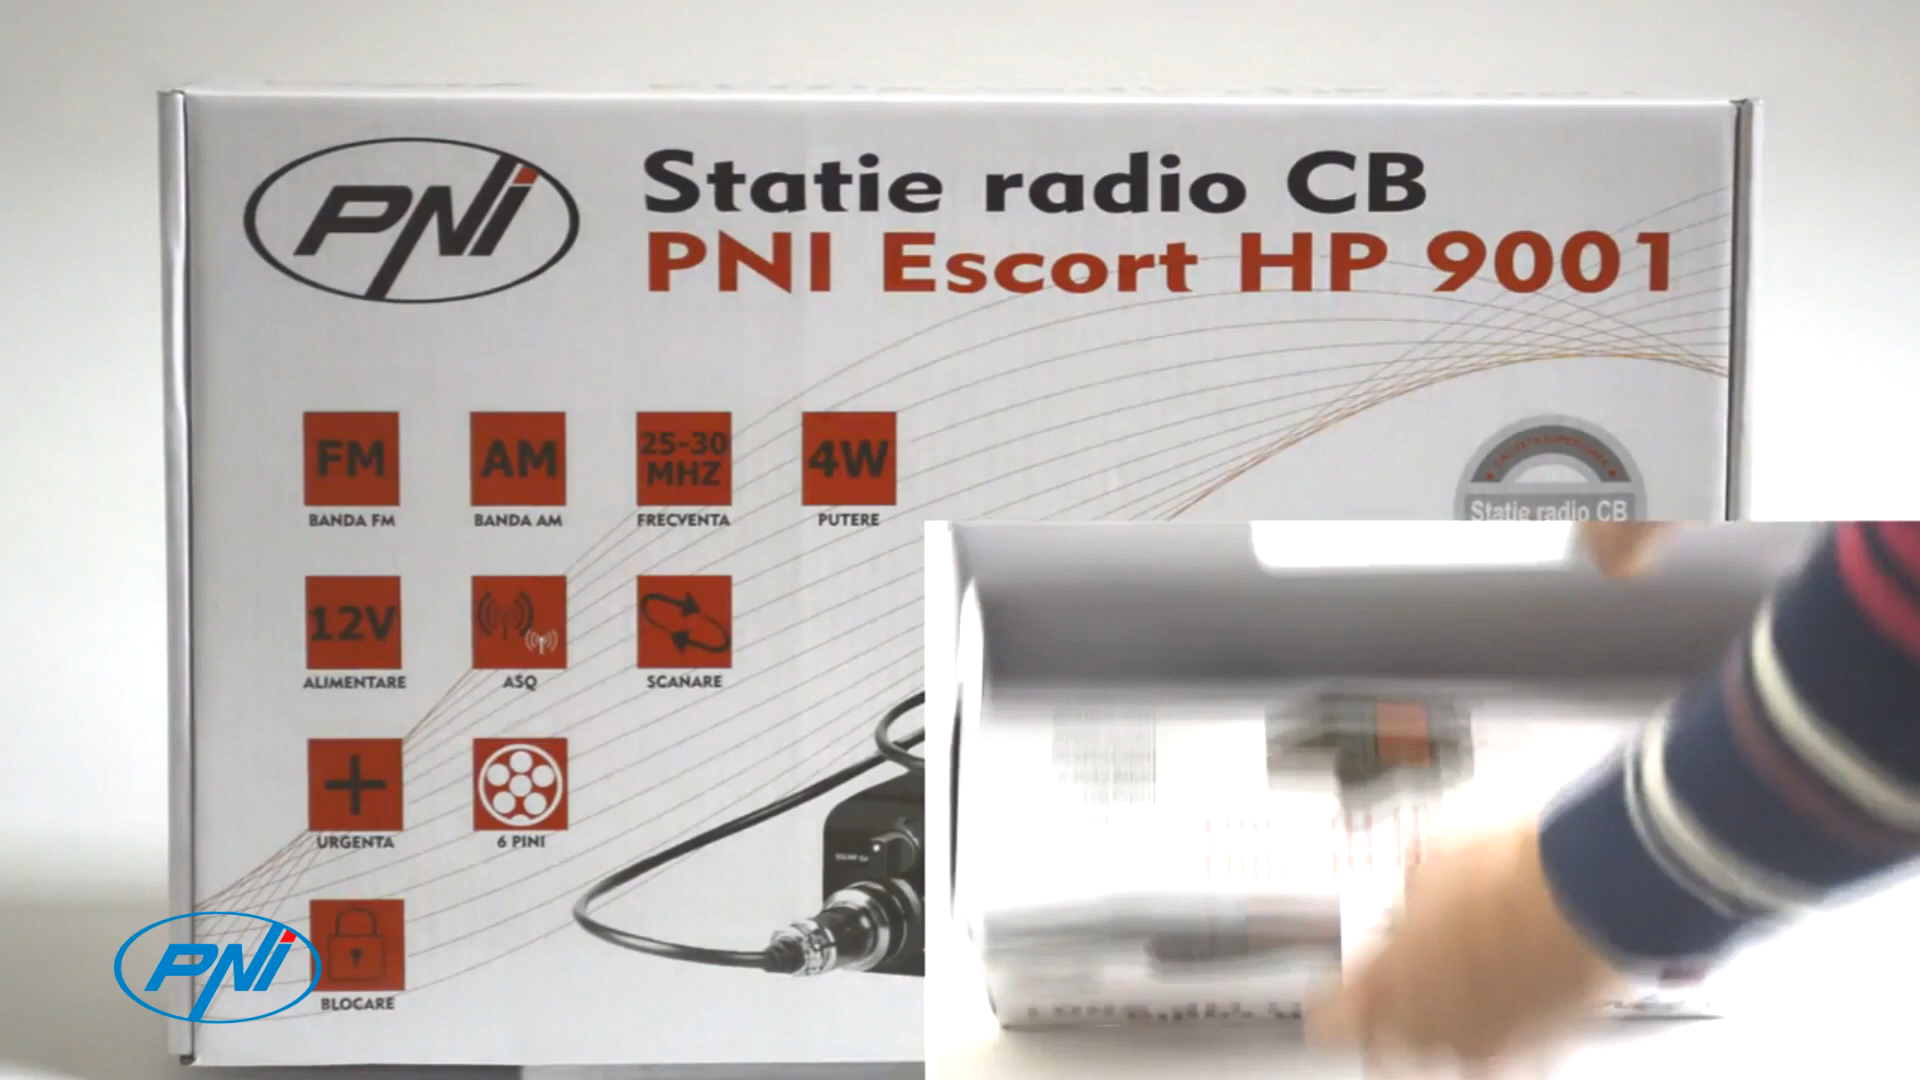 PNI
Statie radio CB
PNI Escort HP 9001
FM
AM
25-30
MHZ
4W
BANDA FM
BANDA AM
FRECVENTA
PUTERE
Statie radio CB
12V
ALIMENTARE
ASQ
SCANARE
URGENTA
6 PINI
BLOCARE
PNI